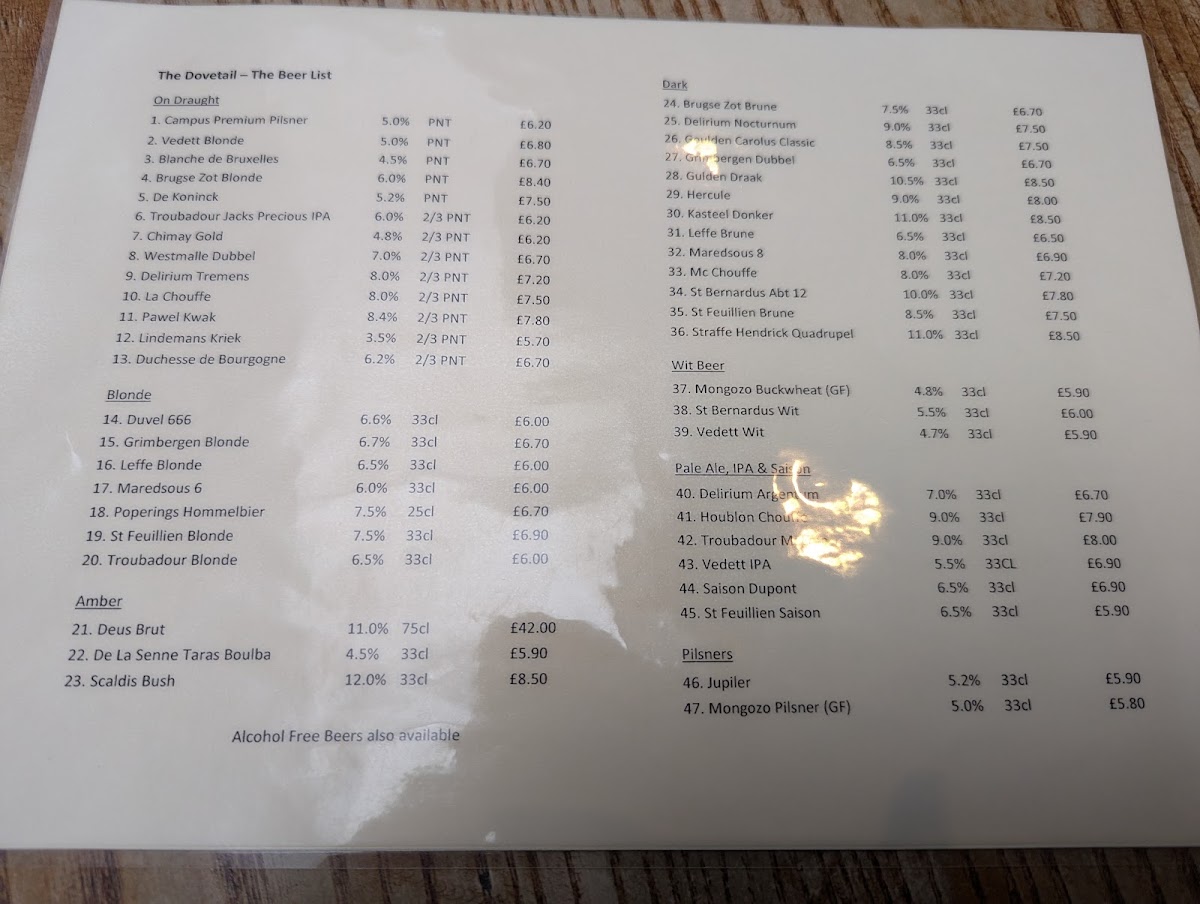 The Dovetail – The Beer List
On Draught
1. Campus Premium Pilsner 5.0% PNT £6.20
2. Vedett Blonde 5.0% PNT £6.80
3. Blanche de Bruxelles 4.5% PNT £6.70
4. Brugse Zot Blonde 6.0% PNT £8.40
5. De Koninck 5.2% PNT £7.50
6. Troubadour Jacks Precious IPA 6.0% 2/3 PNT £6.20
7. Chimay Gold 4.8% 2/3 PNT £6.20
8. Westmalle Dubbel 7.0% 2/3 PNT £6.70
9. Delirium Tremens 8.0% 2/3 PNT £7.20
10. La Chouffe 8.0% 2/3 PNT £7.50
11. Pawel Kwak 8.4% 2/3 PNT £7.80
12. Lindemans Kriek 3.5% 2/3 PNT £5.70
13. Duchesse de Bourgogne 6.2% 2/3 PNT £6.70
Blonde
14. Duvel 666 6.6% 33cl £6.00
15. Grimbergen Blonde 6.7% 33cl £6.70
16. Leffe Blonde 6.5% 33cl £6.00
17. Maredsous 6 6.0% 33cl £6.00
18. Poperings Hommelbier 7.5% 25cl £6.70
19. St Feuillien Blonde 7.5% 33cl £6.90
20. Troubadour Blonde 6.5% 33cl £6.00
Amber
21. Deus Brut 11.0% 75cl £42.00
22. De La Senne Taras Boulba 4.5% 33cl £5.90
23. Scaldis Bush 12.0% 33cl £8.50
Alcohol Free Beers also available
Dark
24. Brugse Zot Brune 7.5% 33cl £6.70
25. Delirium Nocturnum 9.0% 33cl £7.50
26. Carolus Classic 8.5% 33cl £7.50
27. Grimbergen Dubbel 6.5% 33cl £6.70
28. Gulden Draak 10.5% 33cl £8.50
29. Hercule 9.0% 33cl £8.00
30. Kasteel Donker 11.0% 33cl £8.50
31. Leffe Brune 6.5% 33cl £6.50
32. Maredsous 8 8.0% 33cl £6.90
33. Mc Chouffe 8.0% 33cl £7.20
34. St Bernardus Abt 12 10.0% 33cl £7.80
35. St Feuillien Brune 8.5% 33cl £7.50
36. Straffe Hendrick Quadrupel 11.0% 33cl £8.50
Wit Beer
37. Mongozo Buckwheat (GF) 4.8% 33cl £5.90
38. St Bernardus Wit 5.5% 33cl £6.00
39. Vedett Wit 4.7% 33cl £5.90
Pale Ale, IPA & Saison
40. Delirium Argentum 7.0% 33cl £6.70
41. Houblon Chouffe 9.0% 33cl £7.90
42. Troubadour 9.0% 33cl £8.00
43. Vedett IPA 5.5% 33CL £6.90
44. Saison Dupont 6.5% 33cl £6.90
45. St Feuillien Saison 6.5% 33cl £5.90
Pilsners
46. Jupiler 5.2% 33cl £5.90
47. Mongozo Pilsner (GF) 5.0% 33cl £5.80